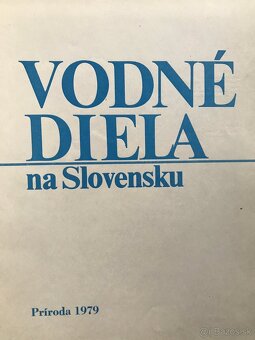 VODNÉ
DIELA
na Slovensku
Príroda 1979